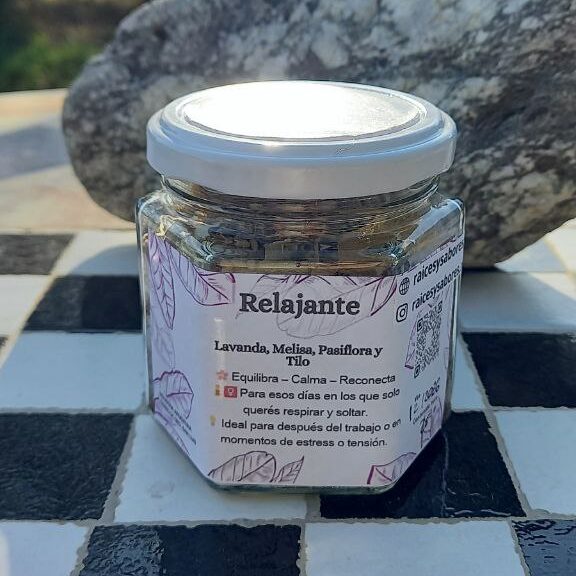 Relajante
Lavanda, Melisa, Pasiflora y
Tilo
Equilibra – Calma – Reconecta
Para esos días en los que solo
querés respirar y soltar.
Ideal para después del trabajo o en
momentos de estress o tensión.
raicesysabores
raicesysabores